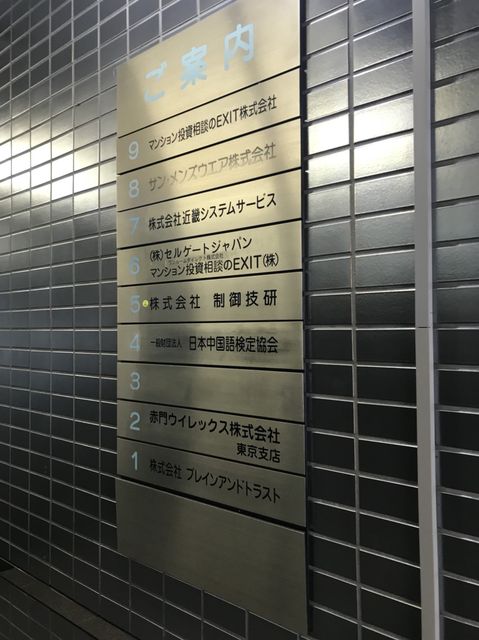 ご案内
9 マンション投資相談のEXIT株式会社
8 サン・メンズウエア株式会社
7 株式会社近畿システムサービス
6 (株)セルゲートジャパン
マンション投資相談のEXIT(株)
5 株式会社 制御技研
4 一般財団法人 日本中国語検定協会
3
2 赤門ウイレックス株式会社
東京支店
1 株式会社 ブレインアンドトラスト